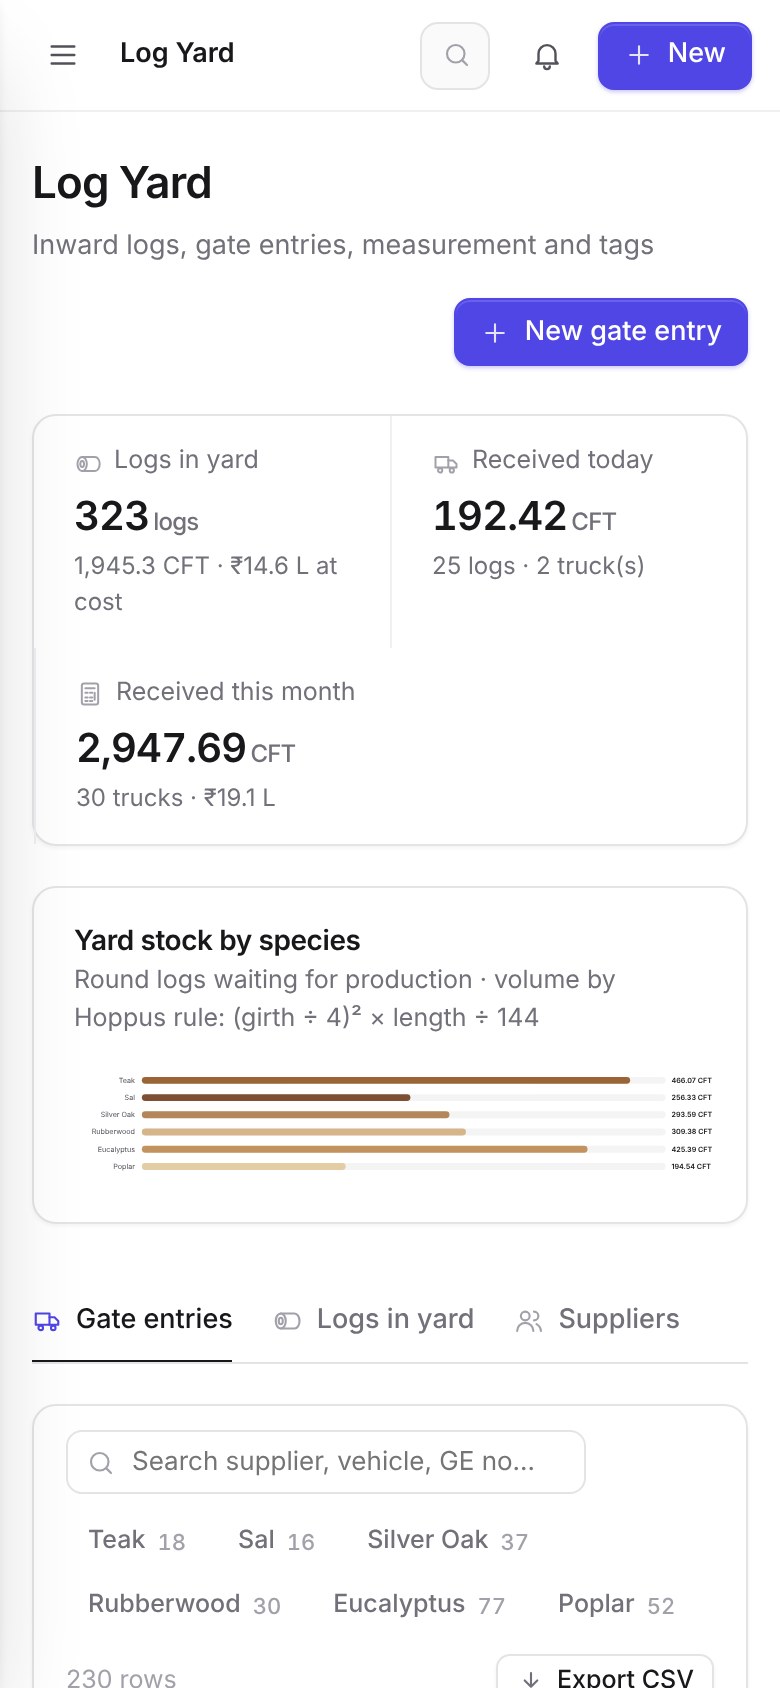 Log Yard
New
Log Yard
Inward logs, gate entries, measurement and tags
New gate entry
Logs in yard
323 logs
1,945.3 CFT · ₹14.6 L at
cost
Received today
192.42 CFT
25 logs · 2 truck(s)
Received this month
2,947.69 CFT
30 trucks · ₹19.1 L
Yard stock by species
Round logs waiting for production · volume by
Hoppus rule: (girth ÷ 4)² × length ÷ 144
Teak 466.07 CFT
Sal 256.33 CFT
Silver Oak 293.59 CFT
Rubberwood 309.38 CFT
Eucalyptus 425.39 CFT
Poplar 194.54 CFT
Gate entries Logs in yard Suppliers
Search supplier, vehicle, GE no...
Teak 18 Sal 16 Silver Oak 37
Rubberwood 30 Eucalyptus 77 Poplar 52
230 rows Export CSV